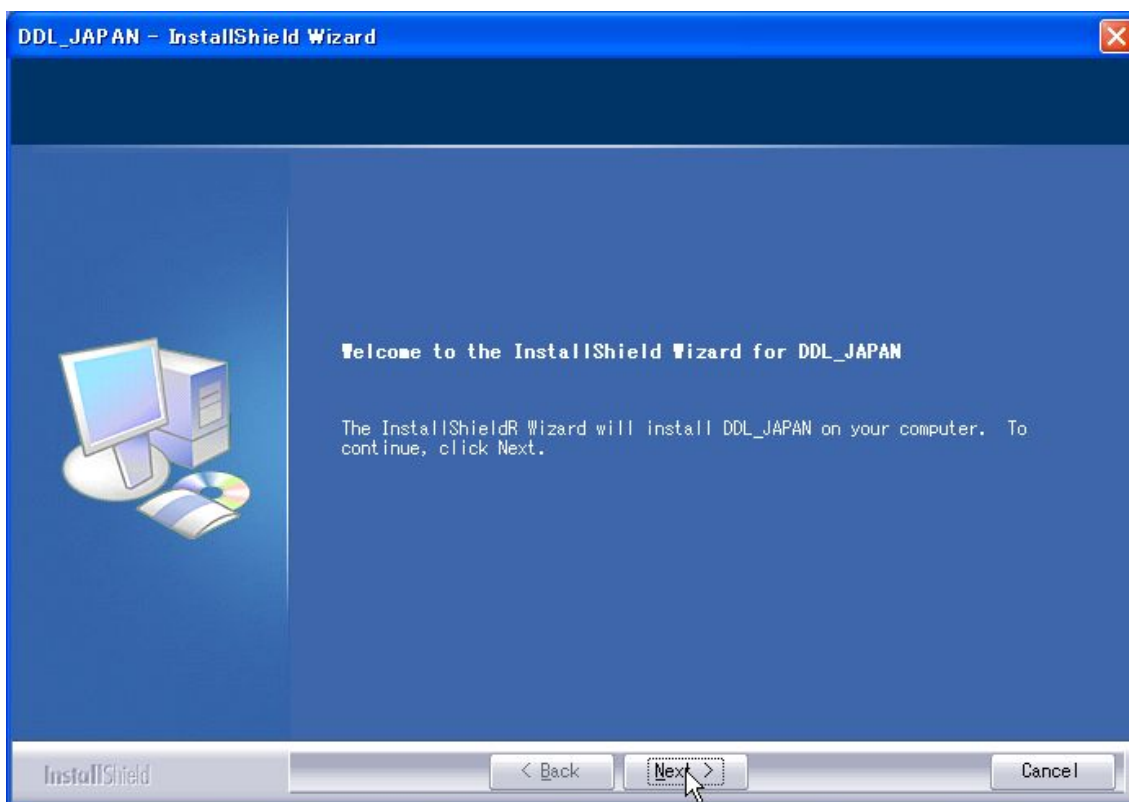 DDL_JAPAN - InstallShield Wizard
Welcome to the InstallShield Wizard for DDL_JAPAN
The InstallShieldR Wizard will install DDL_JAPAN on your computer. To
continue, click Next.
InstallShield
< Back
Next >
Cancel